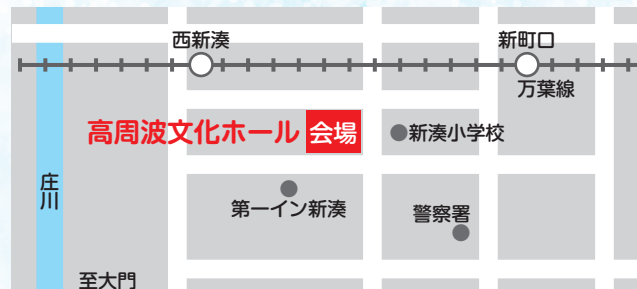 西新湊
新町口
万葉線
高周波文化ホール 会場
新湊小学校
庄川
第一イン新湊
警察署
至大門